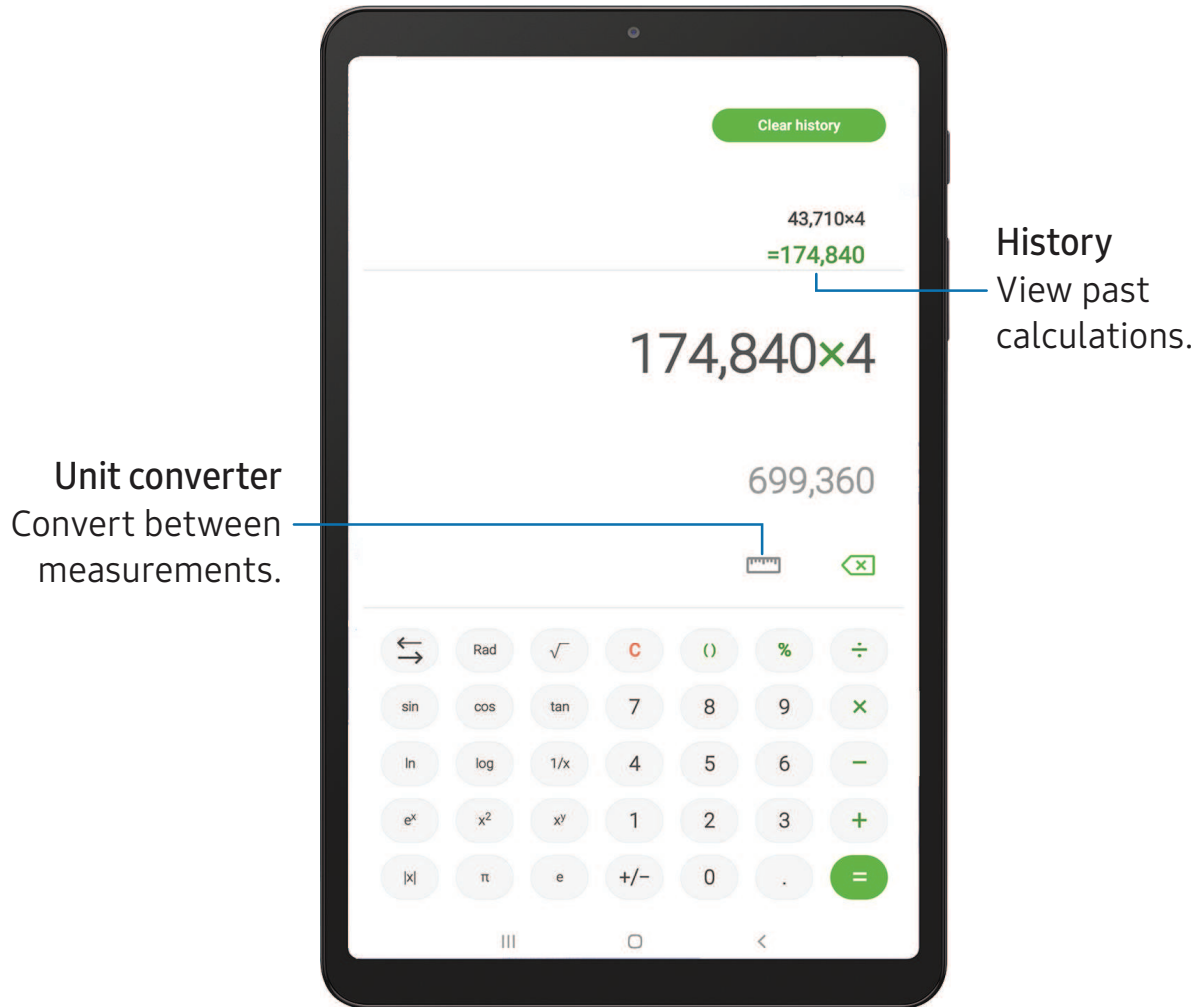 Clear history
43,710×4
=174,840
History
View past
calculations.
174,840×4
Unit converter
Convert between
measurements.
699,360
Rad √ C () % ÷
sin cos tan 7 8 9 ×
ln log 1/x 4 5 6 −
eˣ x² xʸ 1 2 3 +
|x| π e +/− 0 . =